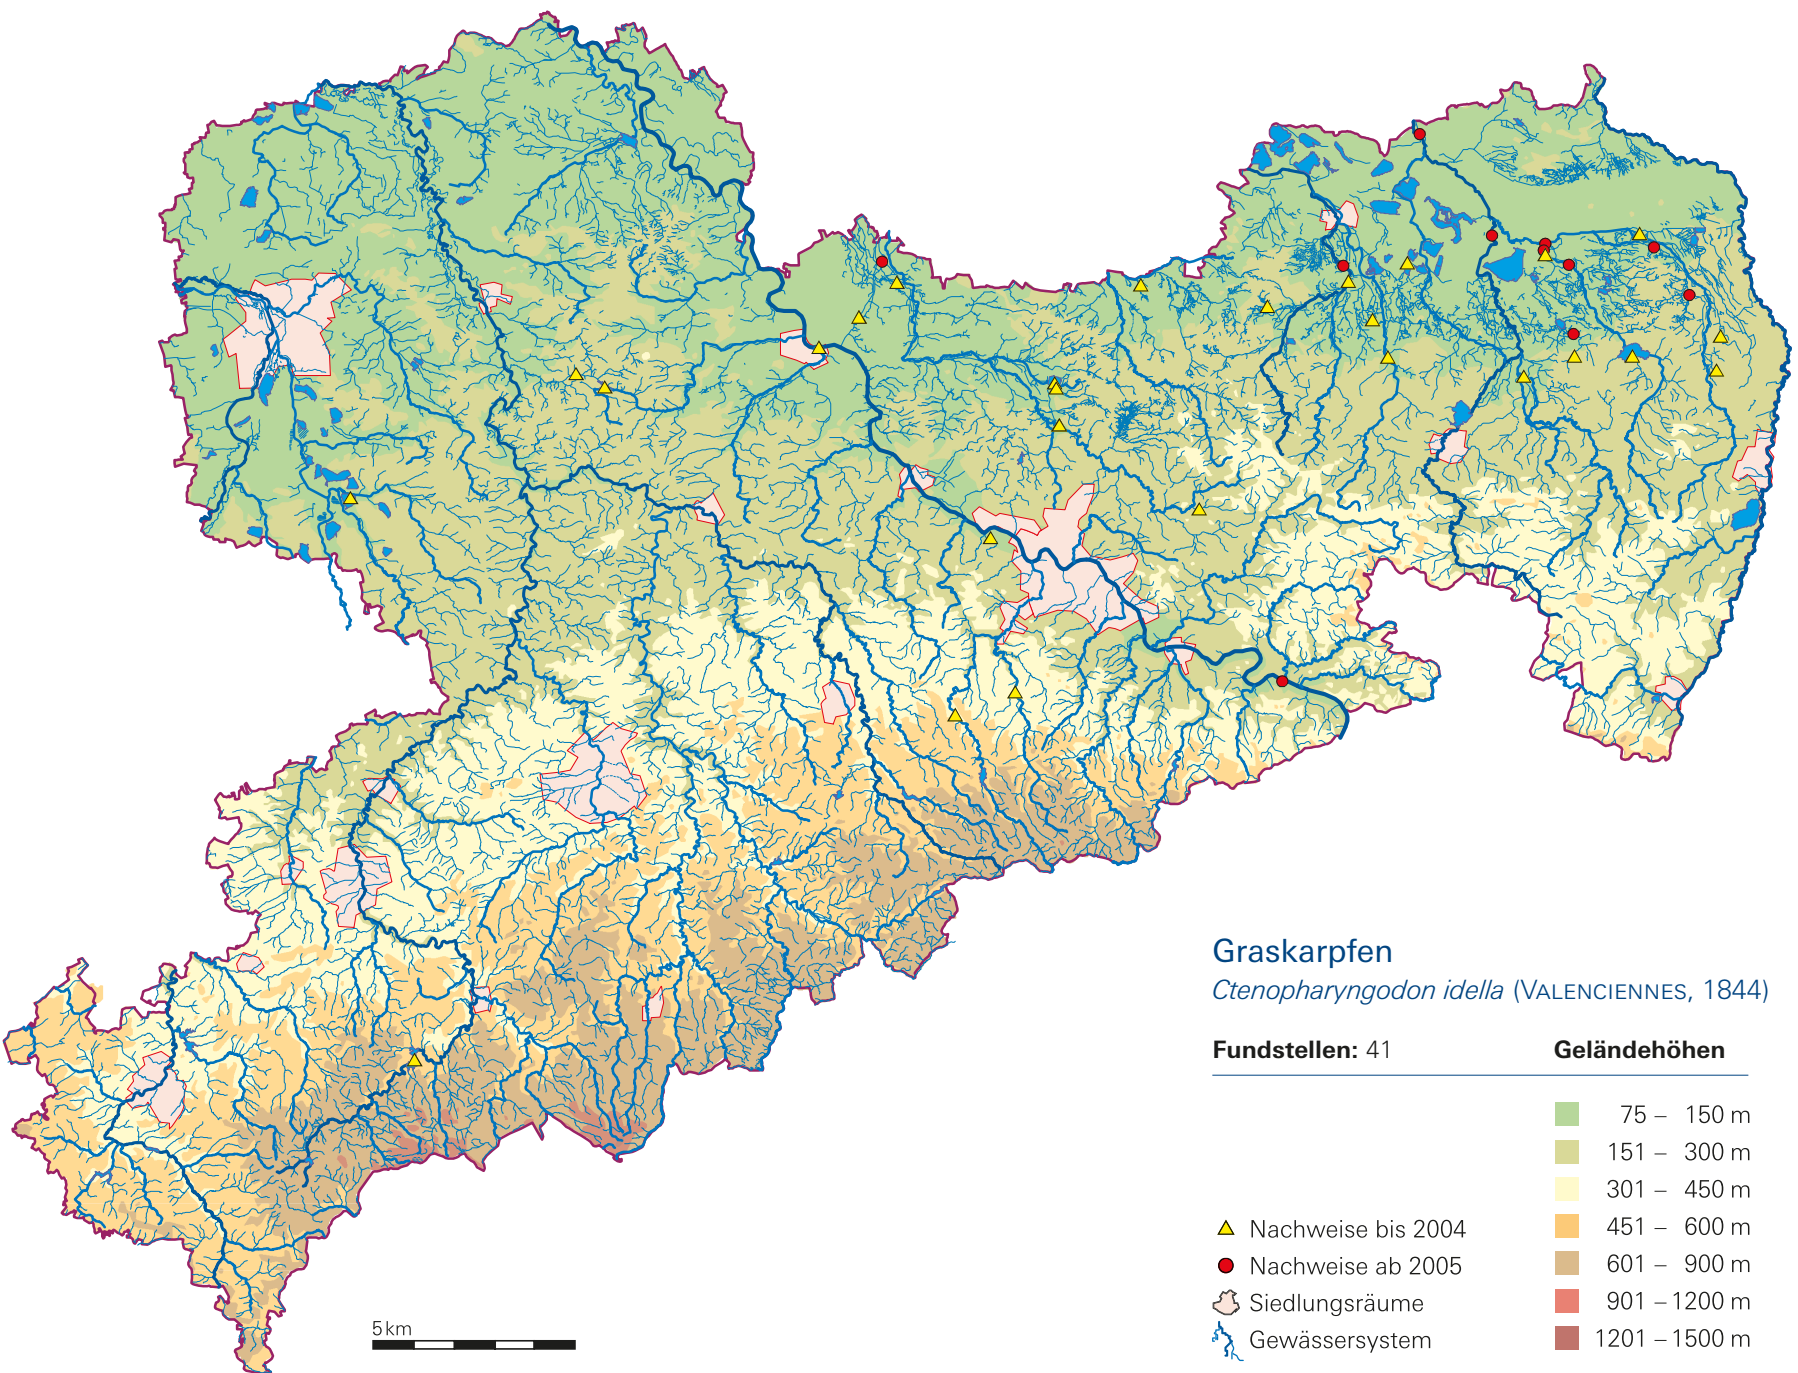 Graskarpfen
Ctenopharyngodon idella (VALENCIENNES, 1844)
Fundstellen: 41
Geländehöhen
75 – 150 m
151 – 300 m
301 – 450 m
451 – 600 m
601 – 900 m
901 – 1200 m
1201 – 1500 m
Nachweise bis 2004
Nachweise ab 2005
Siedlungsräume
Gewässersystem
5 km